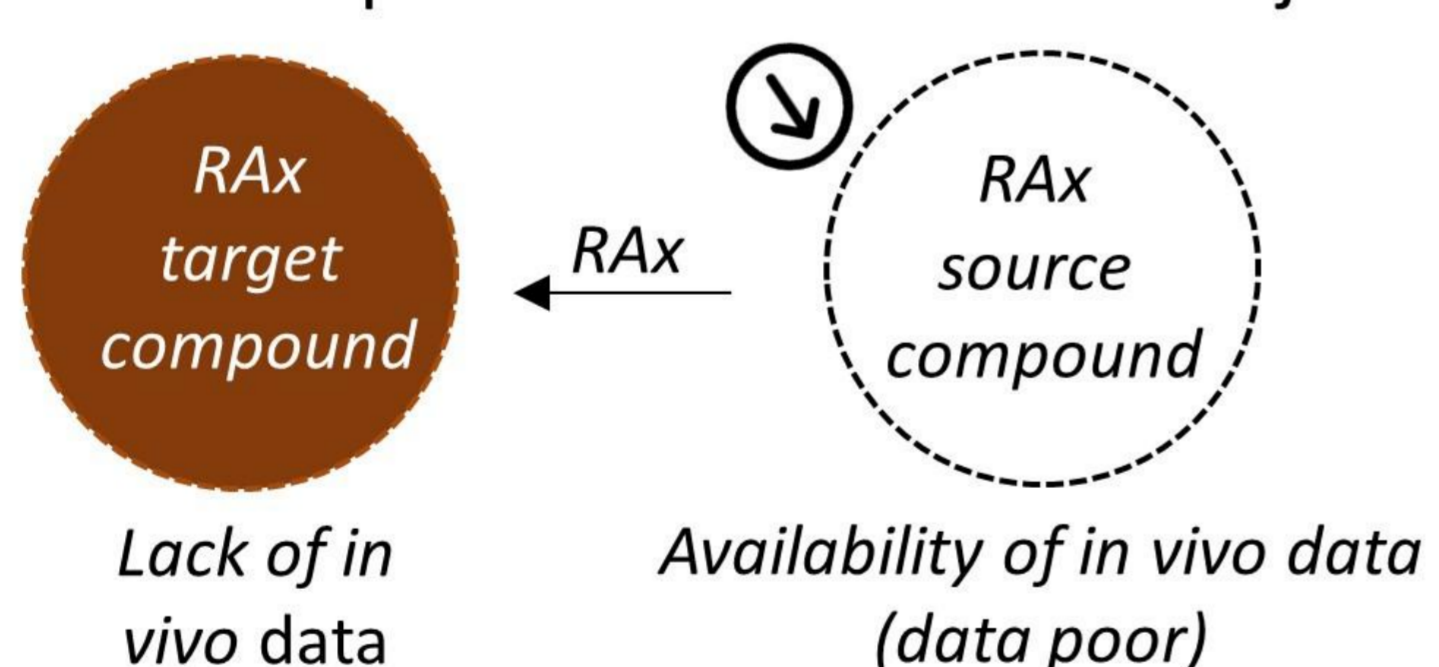 RAx
target
compound
RAx
RAx
source
compound
Lack of in
vivo data
Availability of in vivo data
(data poor)